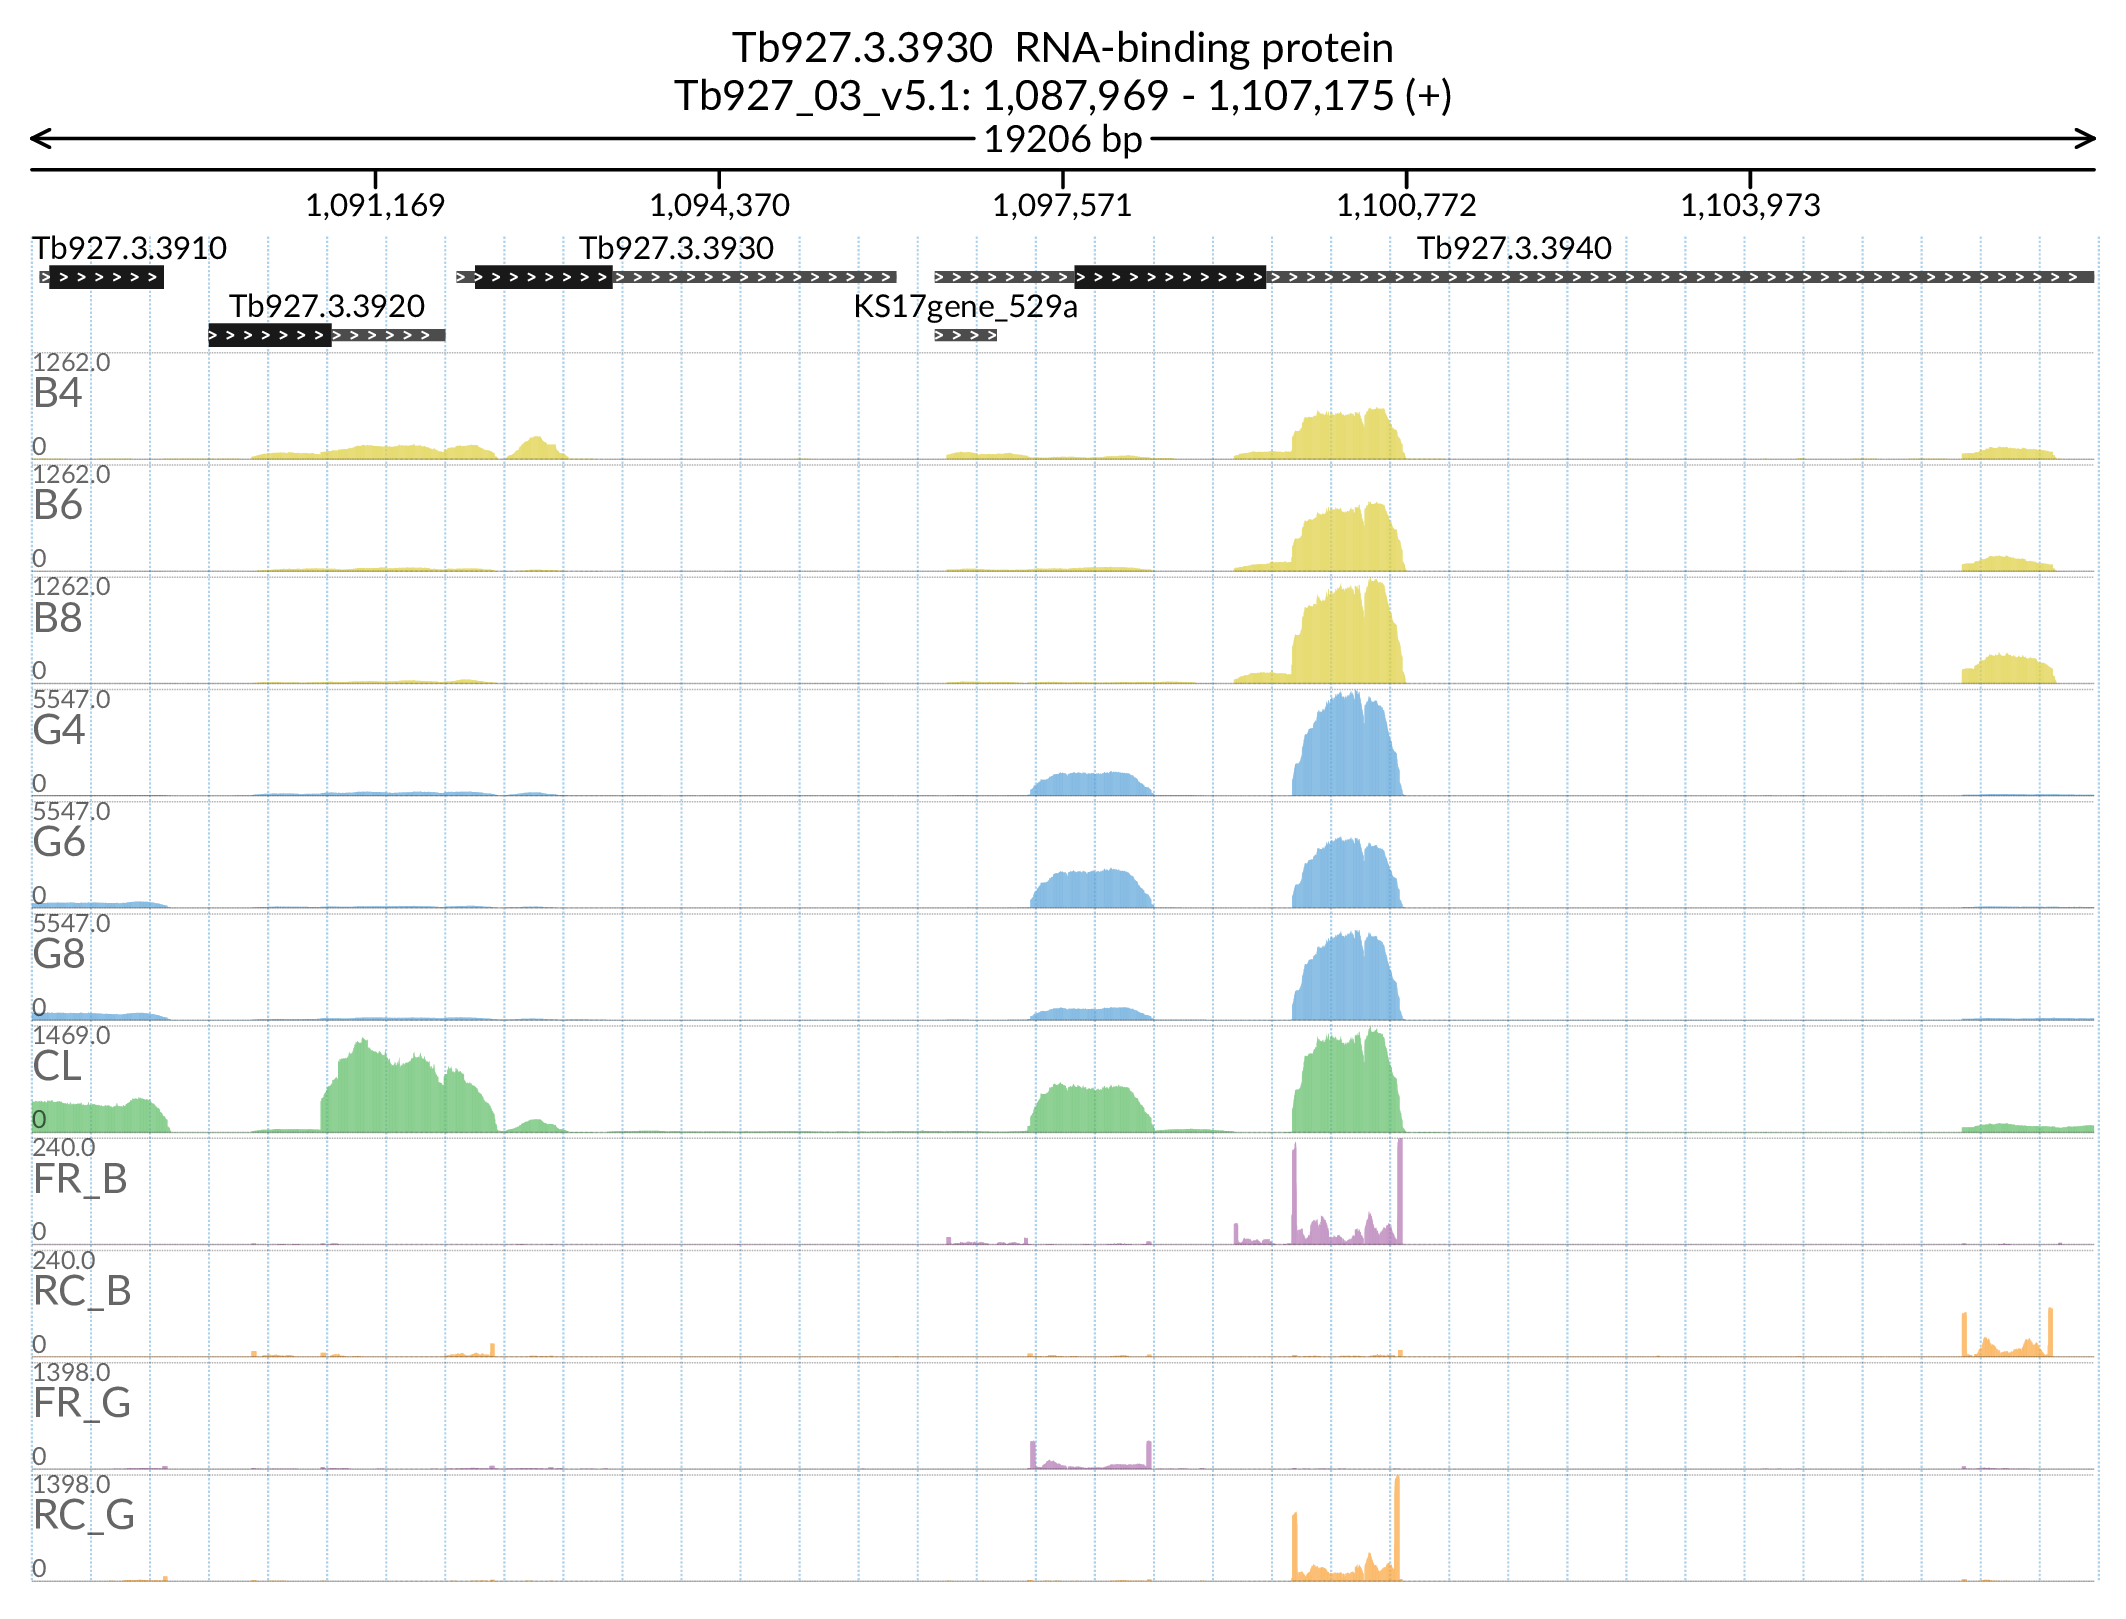 Tb927.3.3930  RNA-binding protein
Tb927_03_v5.1: 1,087,969 - 1,107,175 (+)
19206 bp
1,091,169 1,094,370 1,097,571 1,100,772 1,103,973
Tb927.3.3910 Tb927.3.3930 Tb927.3.3940
Tb927.3.3920 KS17gene_529a
1262.0
B4
0
1262.0
B6
0
1262.0
B8
0
5547.0
G4
0
5547.0
G6
0
5547.0
G8
0
1469.0
CL
0
240.0
FR_B
0
240.0
RC_B
0
1398.0
FR_G
0
1398.0
RC_G
0